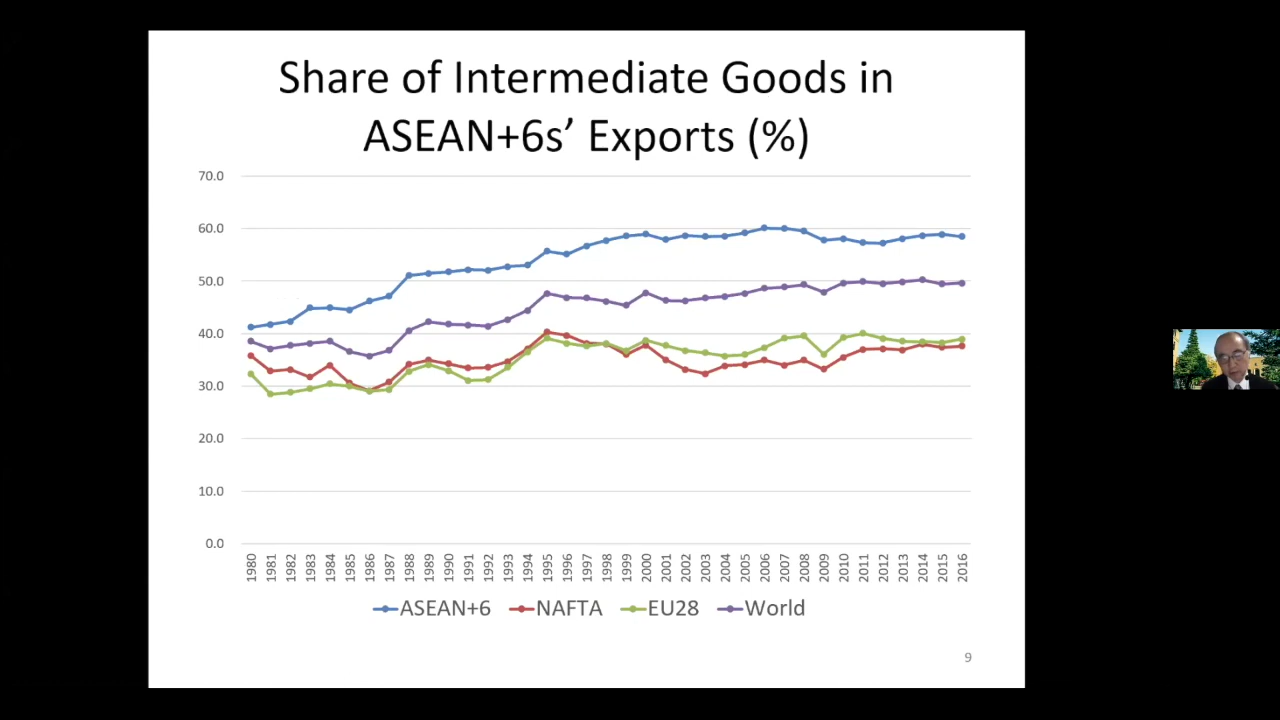 Share of Intermediate Goods in
ASEAN+6s’ Exports (%)
70.0
60.0
50.0
40.0
30.0
20.0
10.0
0.0
1980 1981 1982 1983 1984 1985 1986 1987 1988 1989 1990 1991 1992 1993 1994 1995 1996 1997 1998 1999 2000 2001 2002 2003 2004 2005 2006 2007 2008 2009 2010 2011 2012 2013 2014 2015 2016
ASEAN+6 NAFTA EU28 World
9